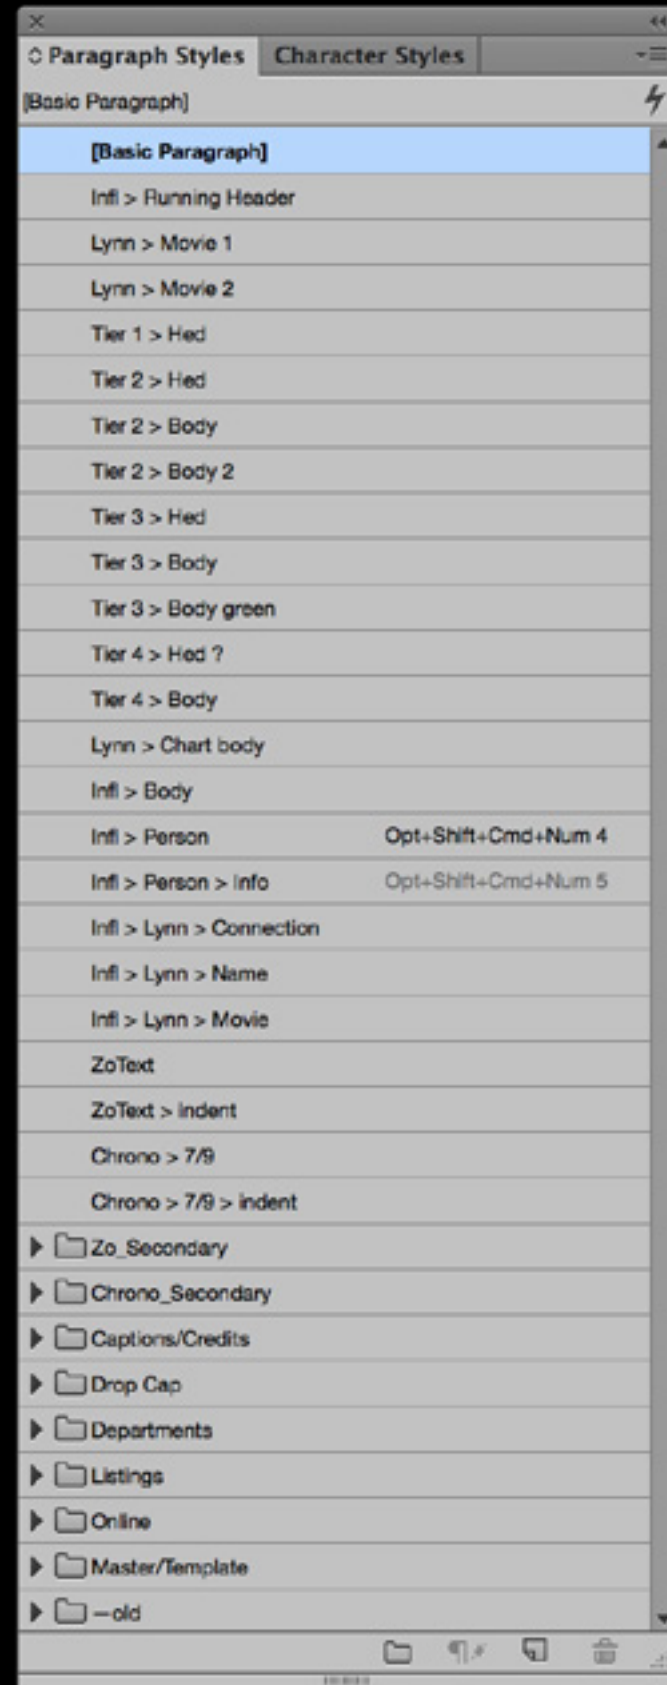 Paragraph Styles Character Styles
[Basic Paragraph]
[Basic Paragraph]
Infl > Running Header
Lynn > Movie 1
Lynn > Movie 2
Tier 1 > Hed
Tier 2 > Hed
Tier 2 > Body
Tier 2 > Body 2
Tier 3 > Hed
Tier 3 > Body
Tier 3 > Body green
Tier 4 > Hed ?
Tier 4 > Body
Lynn > Chart body
Infl > Body
Infl > Person Opt+Shift+Cmd+Num 4
Infl > Person > Info Opt+Shift+Cmd+Num 5
Infl > Lynn > Connection
Infl > Lynn > Name
Infl > Lynn > Movie
ZoText
ZoText > indent
Chrono > 7/9
Chrono > 7/9 > indent
Zo_Secondary
Chrono_Secondary
Captions/Credits
Drop Cap
Departments
Listings
Online
Master/Template
—old